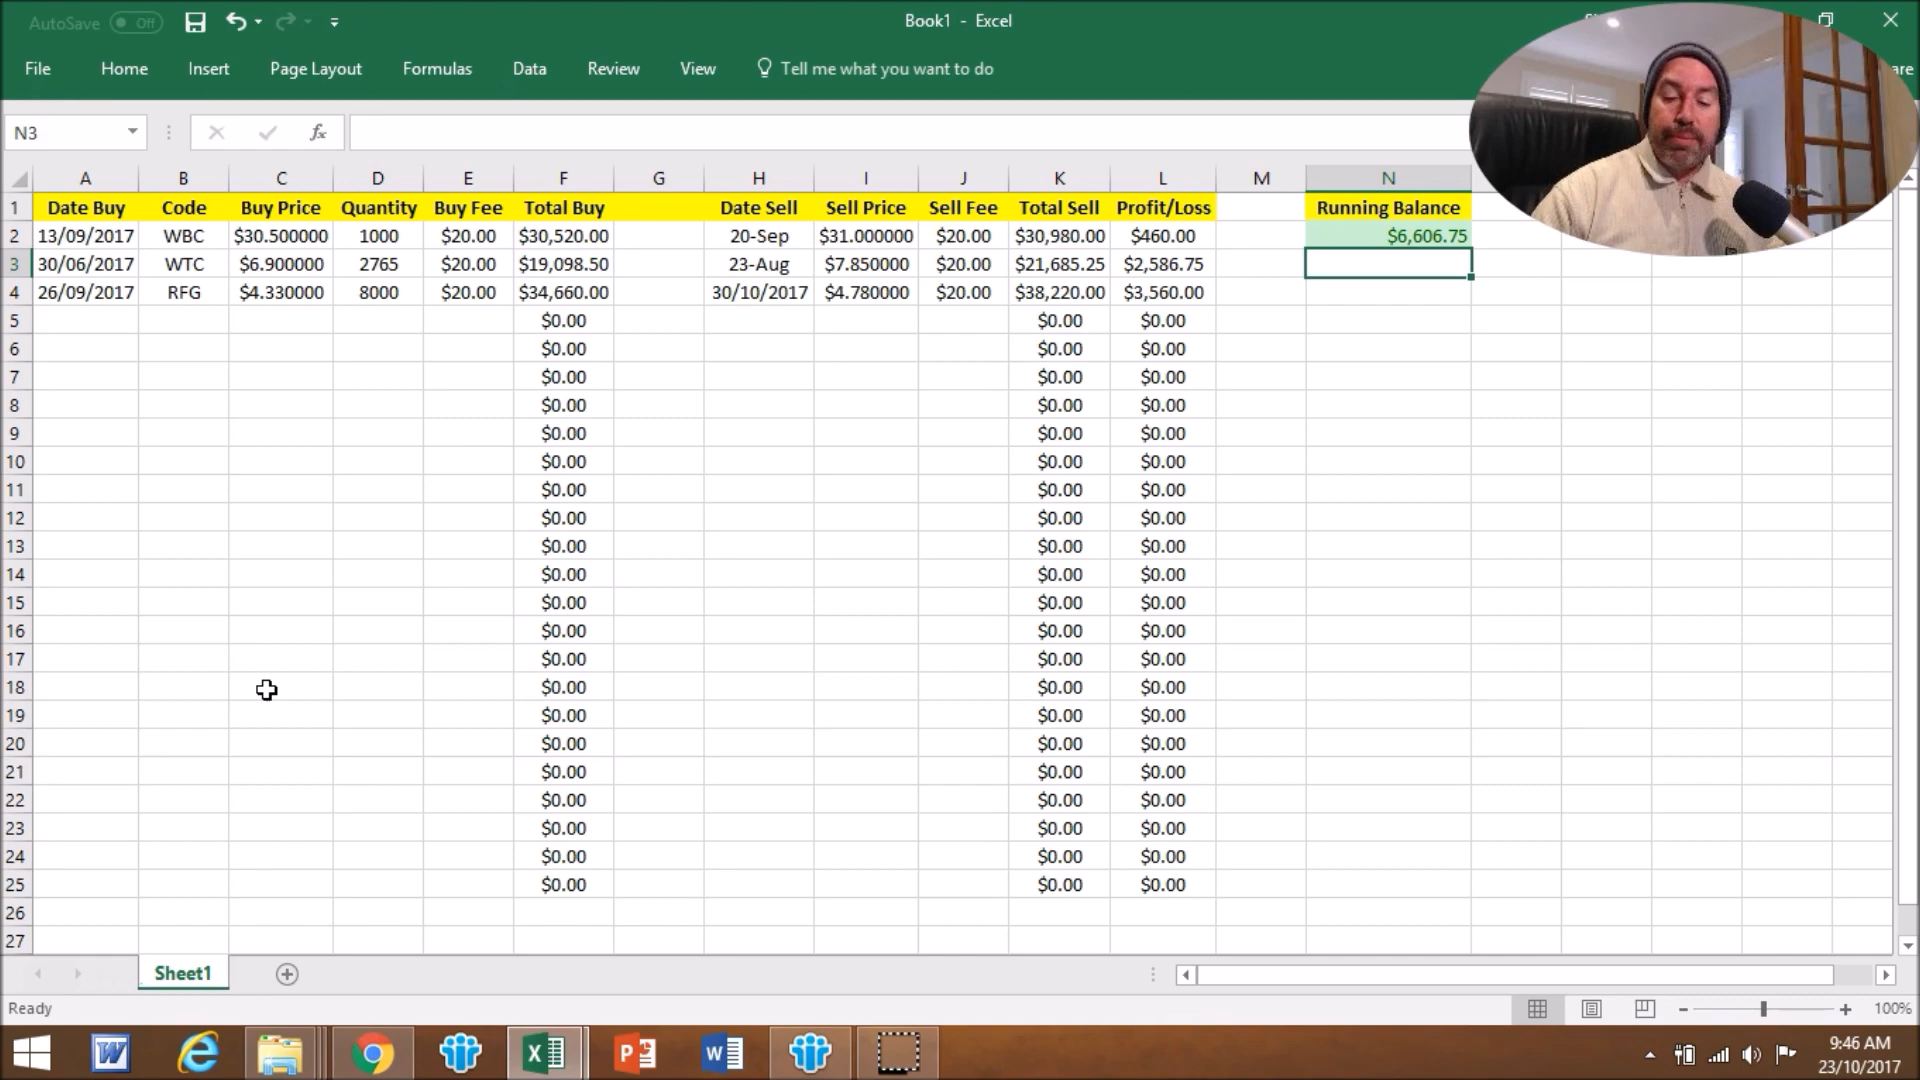 AutoSave Off Book1 - Excel
File Home Insert Page Layout Formulas Data Review View Tell me what you want to do are
N3 fx
A B C D E F G H I J K L M N
1 Date Buy Code Buy Price Quantity Buy Fee Total Buy Date Sell Sell Price Sell Fee Total Sell Profit/Loss Running Balance
2 13/09/2017 WBC $30.500000 1000 $20.00 $30,520.00 20-Sep $31.000000 $20.00 $30,980.00 $460.00 $6,606.75
3 30/06/2017 WTC $6.900000 2765 $20.00 $19,098.50 23-Aug $7.850000 $20.00 $21,685.25 $2,586.75
4 26/09/2017 RFG $4.330000 8000 $20.00 $34,660.00 30/10/2017 $4.780000 $20.00 $38,220.00 $3,560.00
5 $0.00 $0.00 $0.00
6 $0.00 $0.00 $0.00
7 $0.00 $0.00 $0.00
8 $0.00 $0.00 $0.00
9 $0.00 $0.00 $0.00
10 $0.00 $0.00 $0.00
11 $0.00 $0.00 $0.00
12 $0.00 $0.00 $0.00
13 $0.00 $0.00 $0.00
14 $0.00 $0.00 $0.00
15 $0.00 $0.00 $0.00
16 $0.00 $0.00 $0.00
17 $0.00 $0.00 $0.00
18 $0.00 $0.00 $0.00
19 $0.00 $0.00 $0.00
20 $0.00 $0.00 $0.00
21 $0.00 $0.00 $0.00
22 $0.00 $0.00 $0.00
23 $0.00 $0.00 $0.00
24 $0.00 $0.00 $0.00
25 $0.00 $0.00 $0.00
26
27
Sheet1
Ready 100%
9:46 AM
23/10/2017